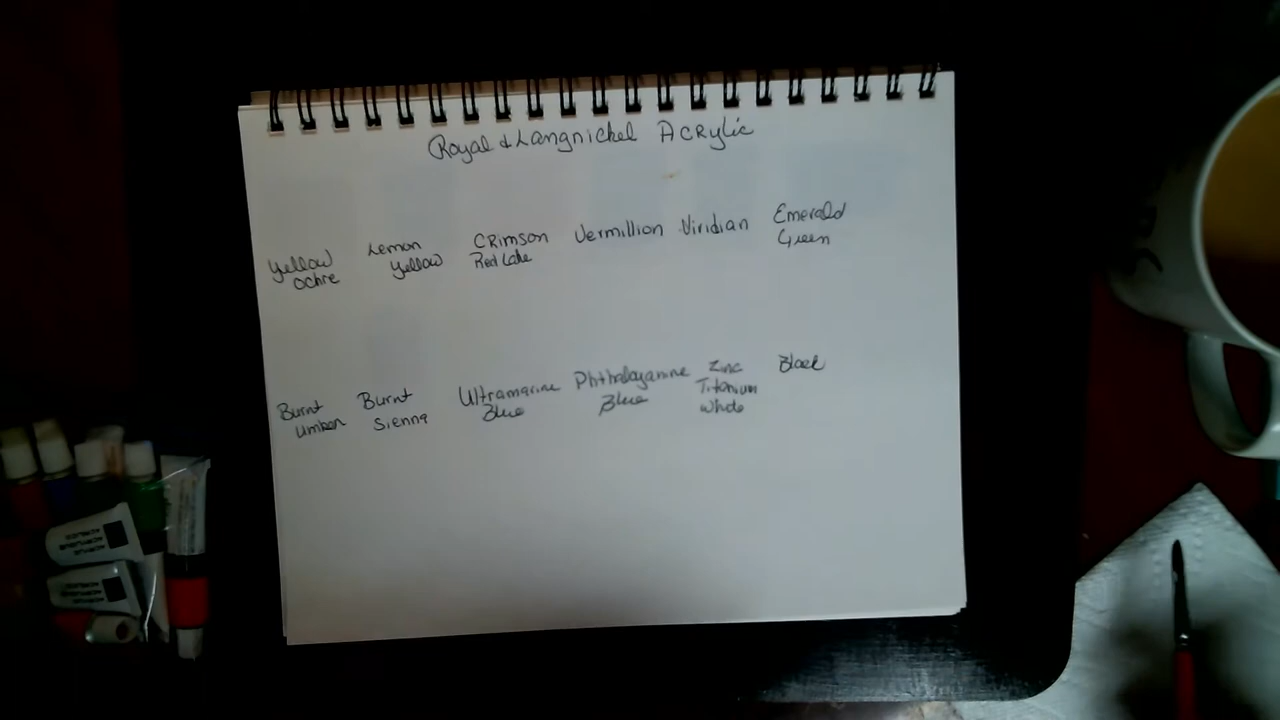 Royal & Langnickel Acrylic
Yellow Ochre
Lemon Yellow
Crimson Red Lake
Vermillion
Viridian
Emerald Green
Burnt Umber
Burnt Sienna
Ultramarine Blue
Phthaloyanine Blue
Zinc Titanium White
Black